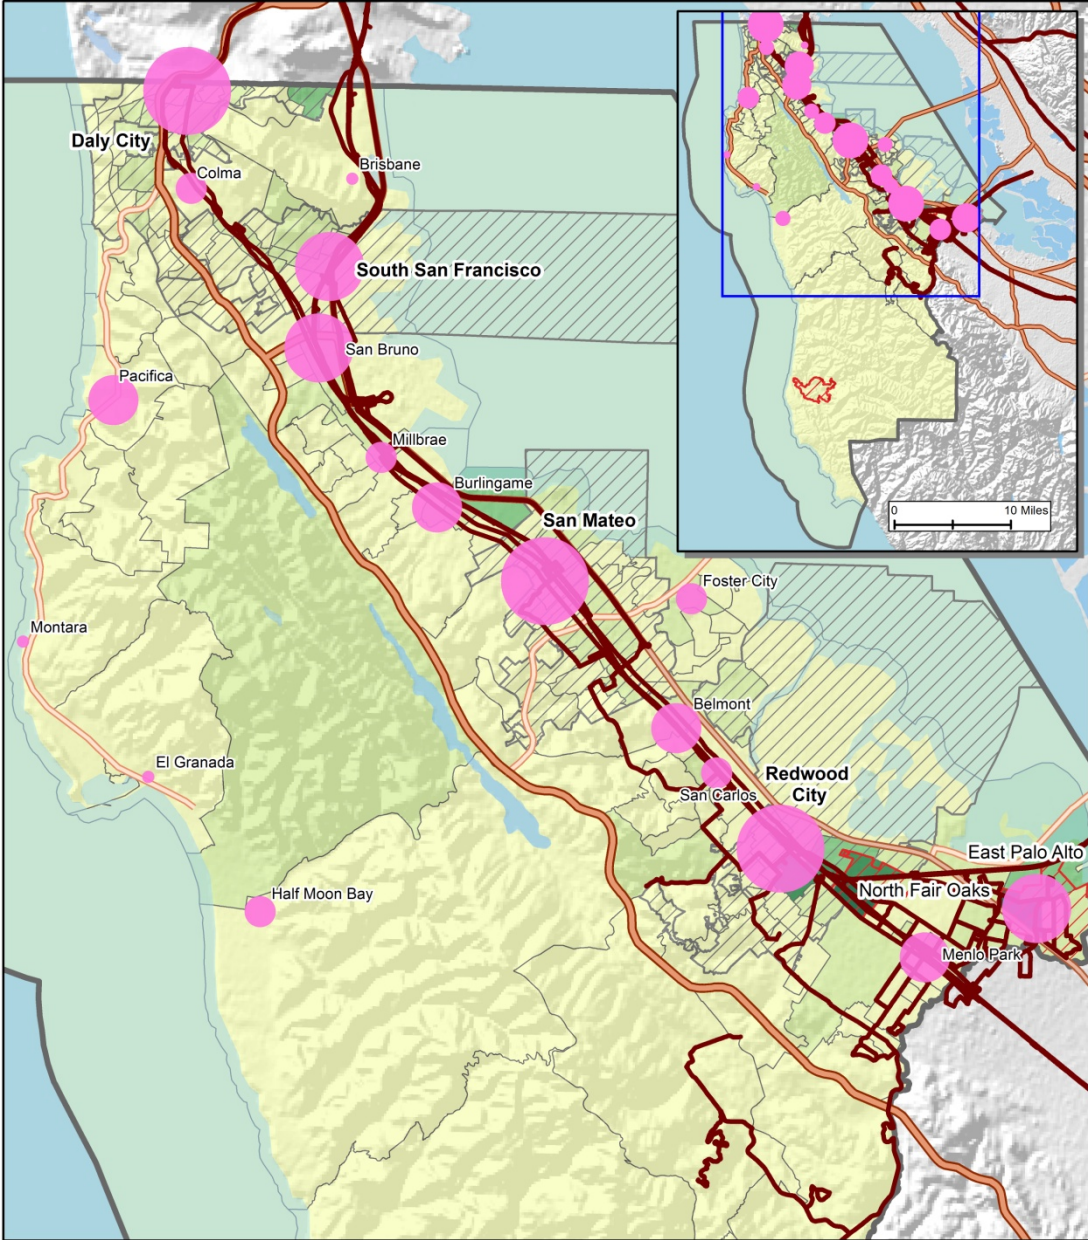 Daly City
Colma
Brisbane
South San Francisco
San Bruno
Pacifica
Millbrae
Burlingame
San Mateo
Foster City
Montara
Belmont
El Granada
San Carlos
Redwood
City
East Palo Alto
North Fair Oaks
Half Moon Bay
Menlo Park
0 10 Miles